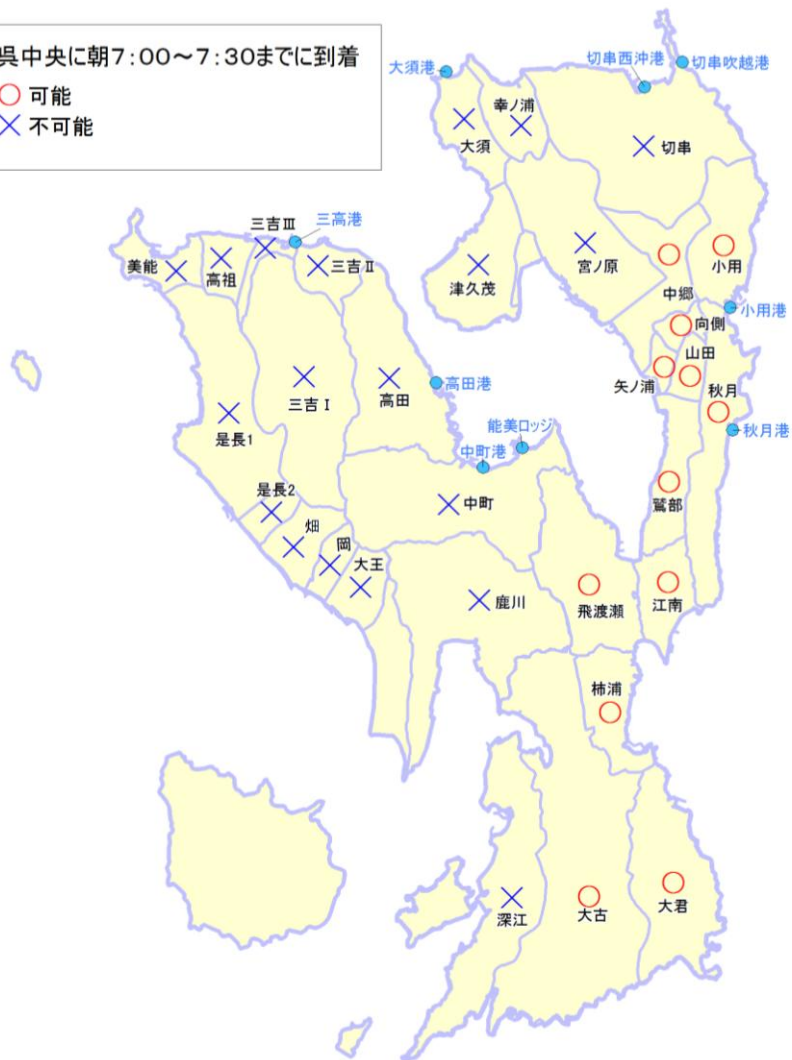 呉中央に朝7:00～7:30までに到着
可能
不可能
切串西沖港
切串吹越港
大須港
幸ノ浦
大須
切串
三吉Ⅲ
三高港
美能
高祖
三吉Ⅱ
津久茂
宮ノ原
中郷
小用
小用港
向側
山田
矢ノ浦
秋月
秋月港
高田港
三吉Ⅰ
高田
是長1
能美ロッジ
中町港
是長2
中町
鷲部
畑
岡
大王
鹿川
飛渡瀬
江南
柿浦
深江
大古
大君